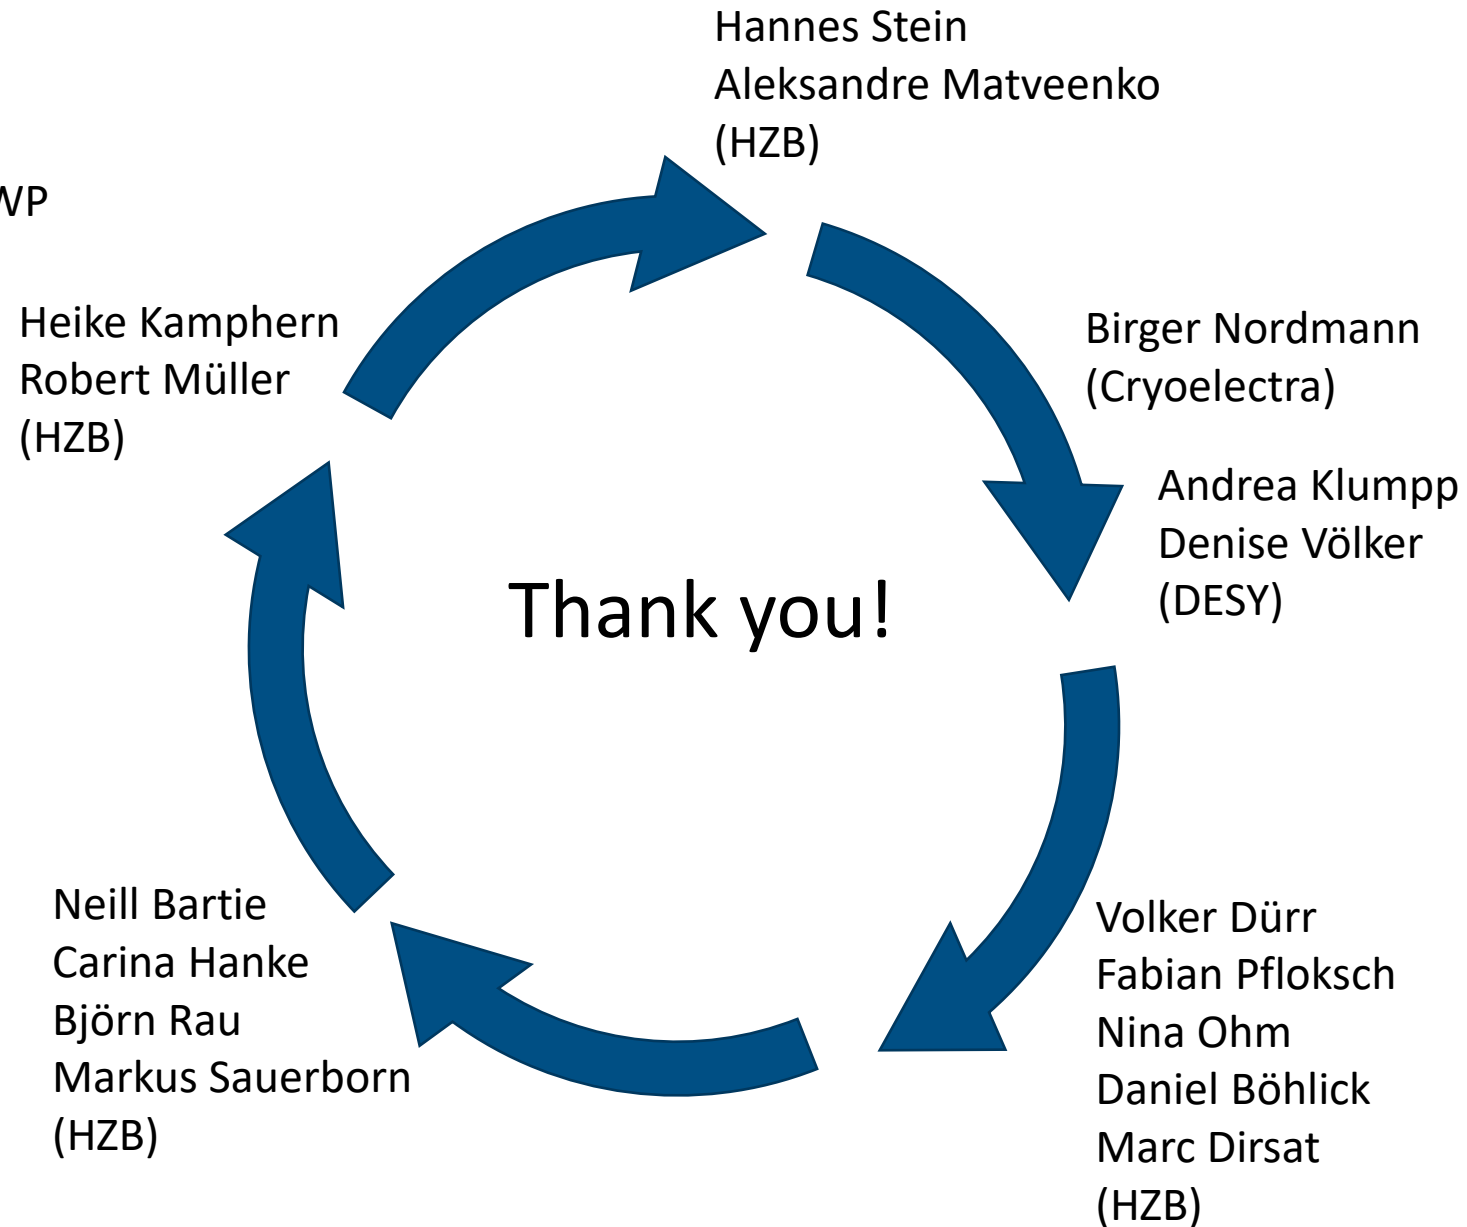 Hannes Stein
Aleksandre Matveenko
(HZB)
WP
Heike Kamphern
Robert Müller
(HZB)
Birger Nordmann
(Cryoelectra)
Andrea Klumpp
Denise Völker
(DESY)
Thank you!
Neill Bartie
Carina Hanke
Björn Rau
Markus Sauerborn
(HZB)
Volker Dürr
Fabian Pfloksch
Nina Ohm
Daniel Böhlick
Marc Dirsat
(HZB)